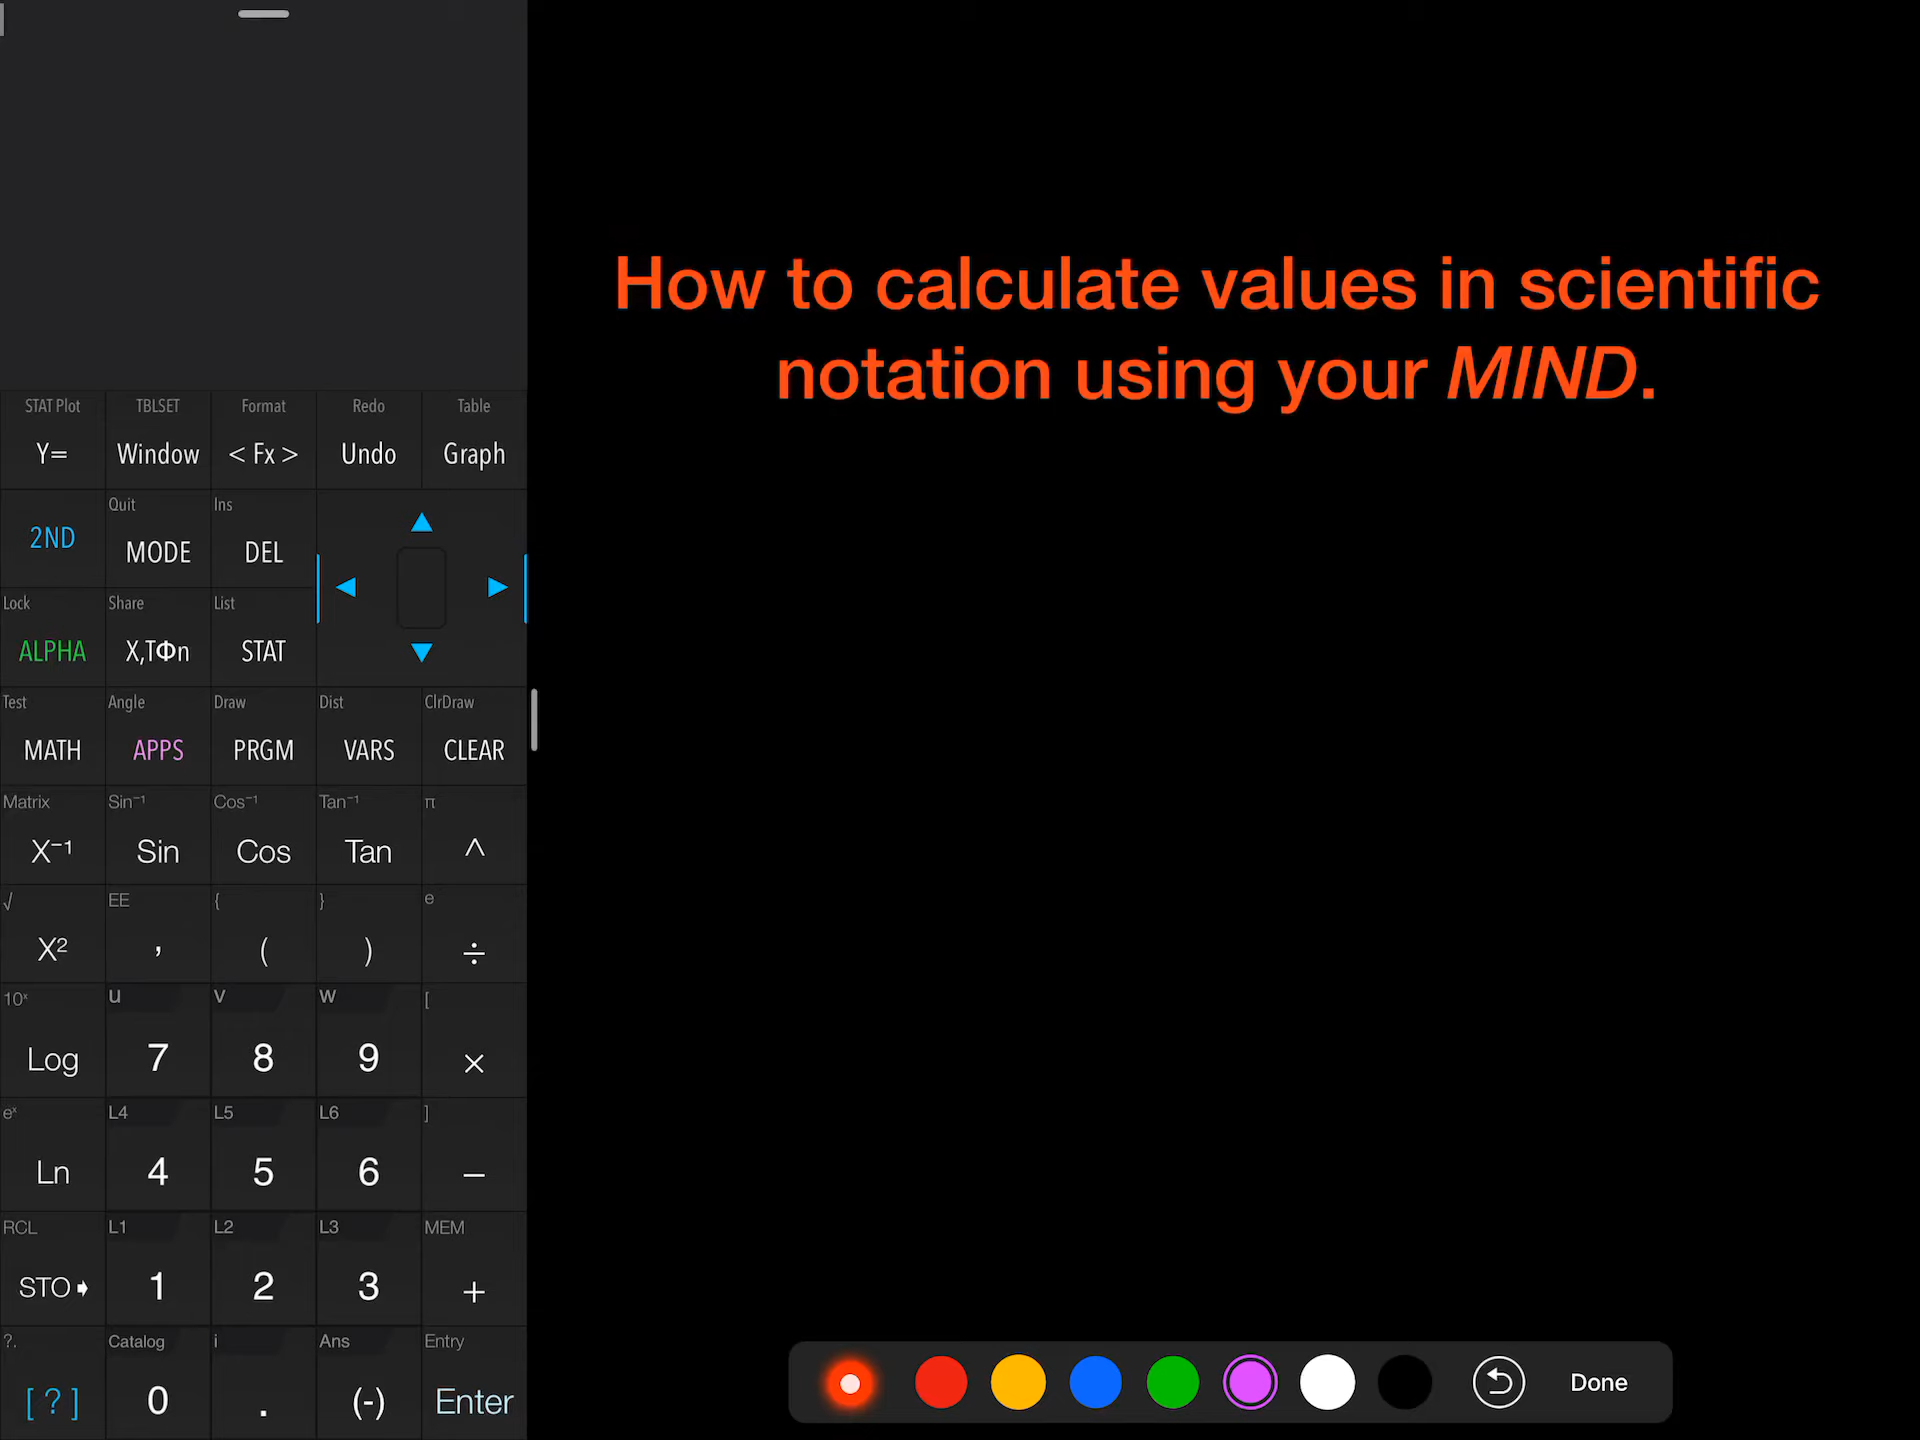 How to calculate values in scientific
notation using your MIND.
STAT Plot TBLSET Format Redo Table
Y= Window < Fx > Undo Graph
Quit Ins
2ND MODE DEL
Lock Share List
ALPHA X,TΦn STAT
Test Angle Draw Dist ClrDraw
MATH APPS PRGM VARS CLEAR
Matrix Sin⁻¹ Cos⁻¹ Tan⁻¹ π
X⁻¹ Sin Cos Tan ^
√ EE { } e
X² , ( ) ÷
10ˣ u v w [
Log 7 8 9 ×
eˣ L4 L5 L6 ]
Ln 4 5 6 −
RCL L1 L2 L3 MEM
STO➧ 1 2 3 +
?. Catalog i Ans Entry
[ ? ] 0 . (-) Enter
Done